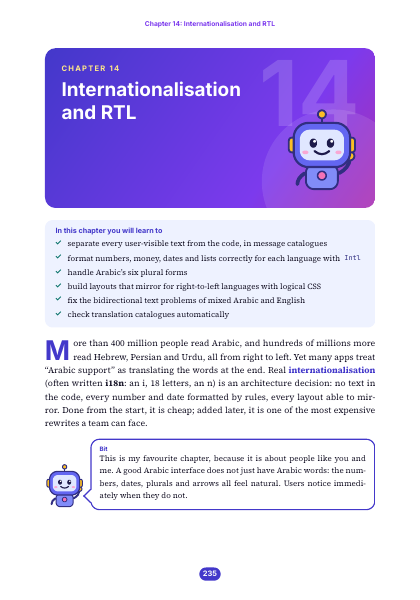 Chapter 14: Internationalisation and RTL
CHAPTER 14
14
Internationalisation
and RTL
In this chapter you will learn to
✓ separate every user-visible text from the code, in message catalogues
✓ format numbers, money, dates and lists correctly for each language with Intl
✓ handle Arabic's six plural forms
✓ build layouts that mirror for right-to-left languages with logical CSS
✓ fix the bidirectional text problems of mixed Arabic and English
✓ check translation catalogues automatically
More than 400 million people read Arabic, and hundreds of millions more
read Hebrew, Persian and Urdu, all from right to left. Yet many apps treat
“Arabic support” as translating the words at the end. Real internationalisation
(often written i18n: an i, 18 letters, an n) is an architecture decision: no text in
the code, every number and date formatted by rules, every layout able to mir-
ror. Done from the start, it is cheap; added later, it is one of the most expensive
rewrites a team can face.
Bit
This is my favourite chapter, because it is about people like you and
me. A good Arabic interface does not just have Arabic words: the num-
bers, dates, plurals and arrows all feel natural. Users notice immedi-
ately when they do not.
235